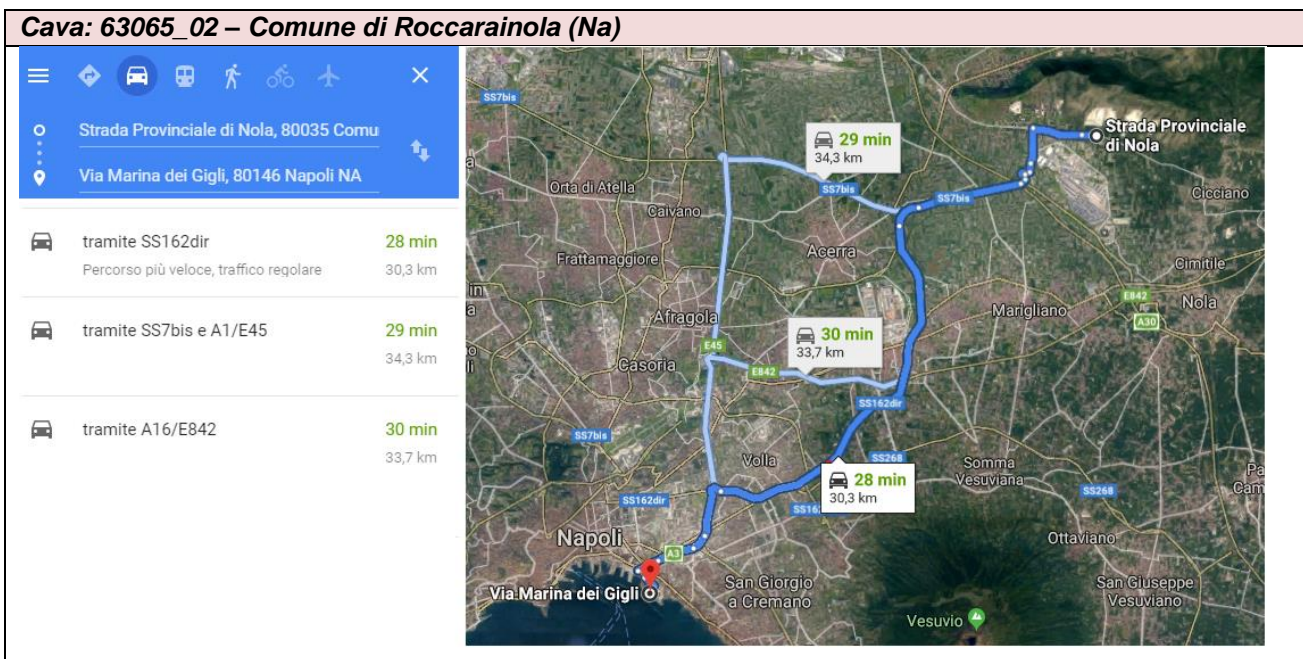 Cava: 63065_02 – Comune di Roccarainola (Na)
Strada Provinciale di Nola, 80035 Comu
Via Marina dei Gigli, 80146 Napoli NA
tramite SS162dir 28 min
Percorso più veloce, traffico regolare 30,3 km
tramite SS7bis e A1/E45 29 min
34,3 km
tramite A16/E842 30 min
33,7 km
SS7bis
Strada Provinciale
di Nola
29 min
34,3 km
Orta di Atella
SS7bis
SS7bis
Cicciano
Caivano
Acerra
Frattamaggiore
Cimitile
E842
Nola
Marigliano
A30
Afragola
30 min
33,7 km
E45
Casoria
E842
SS162dir
SS7bis
Volla
SS268
Somma
Vesuviana
28 min
30,3 km
SS268
SS162dir
Napoli
A3
Ottaviano
Via Marina dei Gigli
San Giorgio
a Cremano
San Giuseppe
Vesuviano
Vesuvio